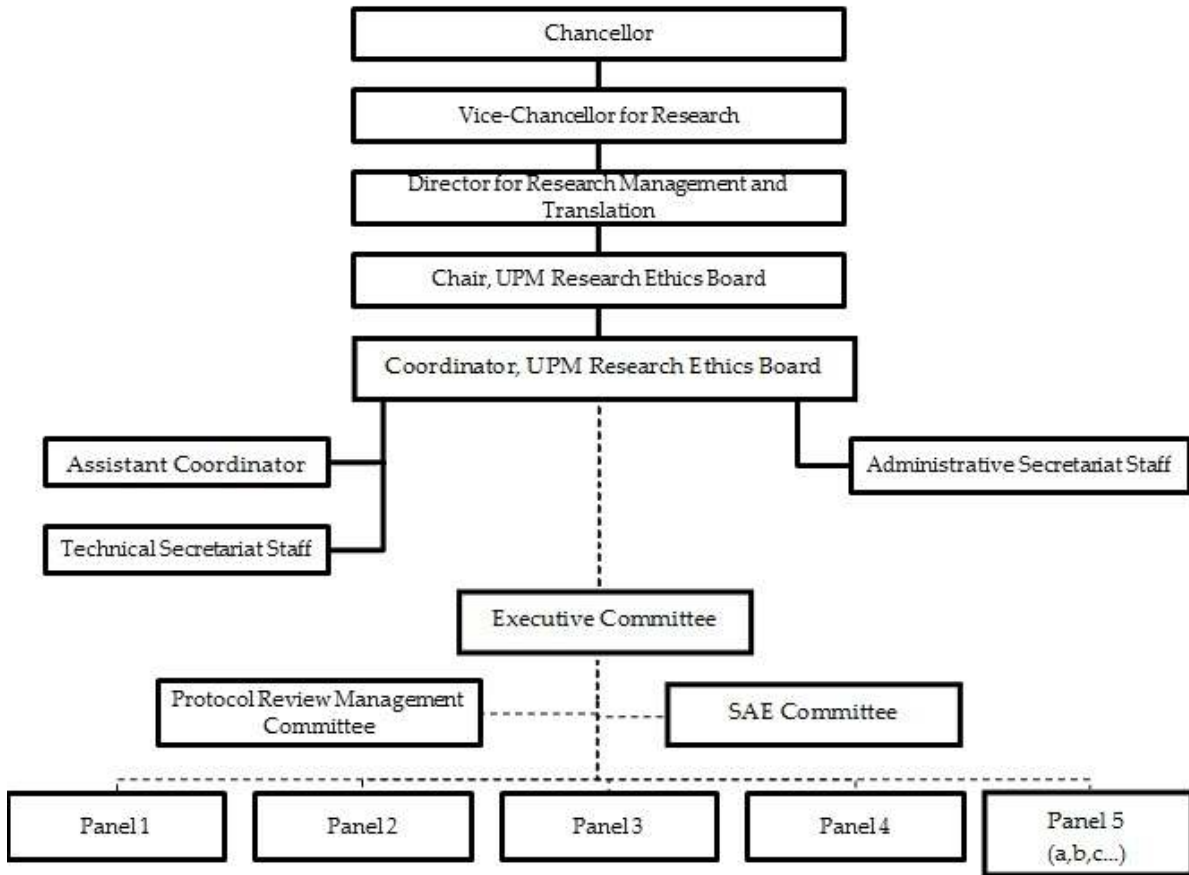 Chancellor
Vice-Chancellor for Research
Director for Research Management and
Translation
Chair, UPM Research Ethics Board
Coordinator, UPM Research Ethics Board
Assistant Coordinator
Administrative Secretariat Staff
Technical Secretariat Staff
Executive Committee
Protocol Review Management
Committee
SAE Committee
Panel 1
Panel 2
Panel 3
Panel 4
Panel 5
(a,b,c...)